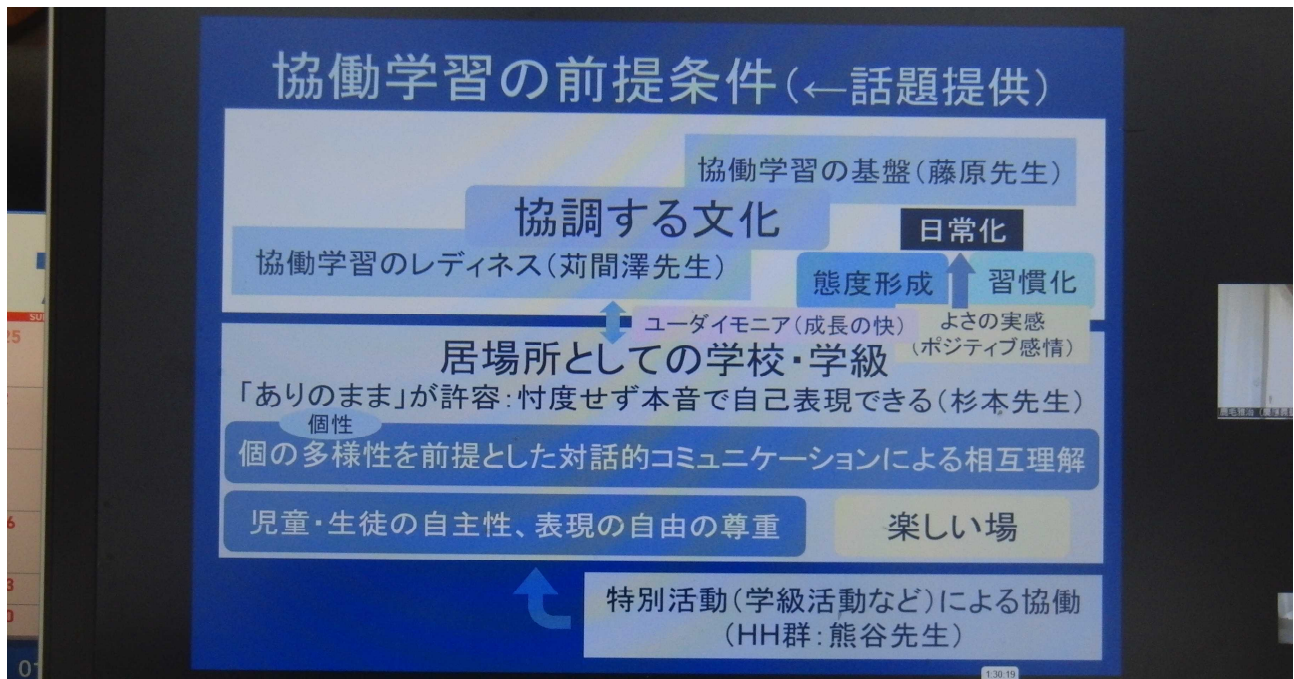 協働学習の前提条件(←話題提供)
協働学習の基盤(藤原先生)
協調する文化
日常化
協働学習のレディネス(苅間澤先生)
態度形成
習慣化
ユーダイモニア(成長の快)
よさの実感
(ポジティブ感情)
居場所としての学校・学級
「ありのまま」が許容:忖度せず本音で自己表現できる(杉本先生)
個性
個の多様性を前提とした対話的コミュニケーションによる相互理解
児童・生徒の自主性、表現の自由の尊重
楽しい場
特別活動(学級活動など)による協働
(HH群:熊谷先生)
1:30:19
SU
25
6
3
0
01